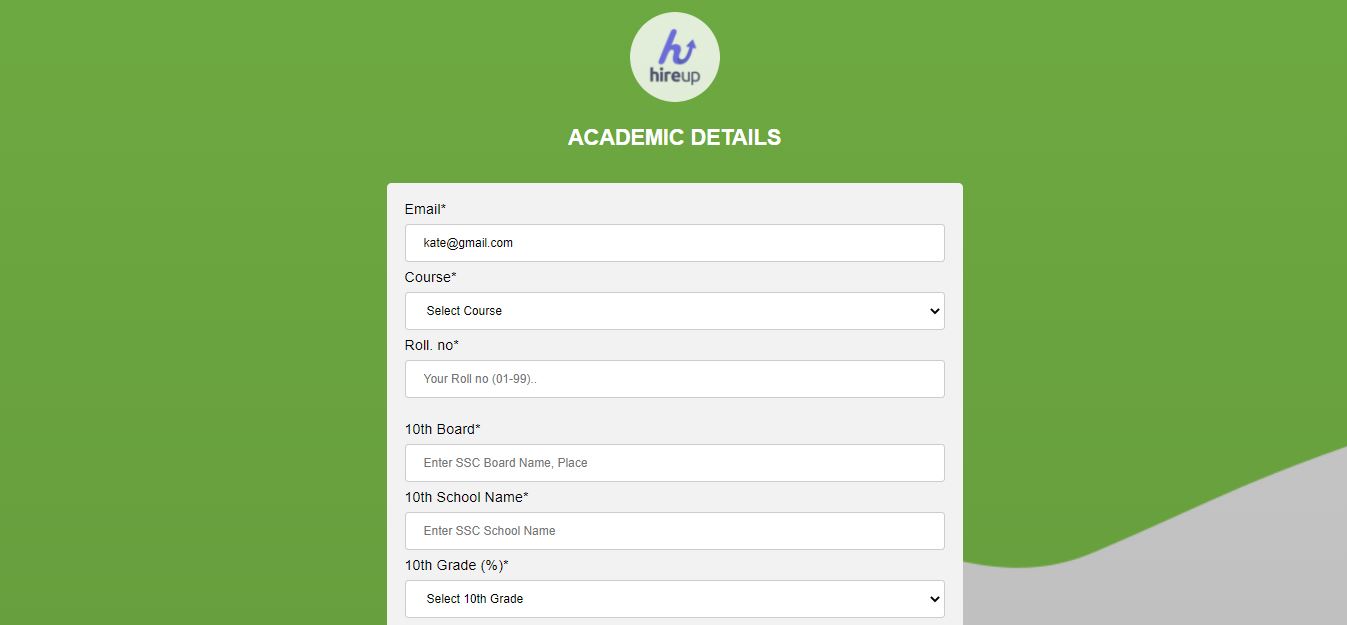 hireup
ACADEMIC DETAILS
Email*
kate@gmail.com
Course*
Select Course
Roll. no*
Your Roll no (01-99)..
10th Board*
Enter SSC Board Name, Place
10th School Name*
Enter SSC School Name
10th Grade (%)*
Select 10th Grade